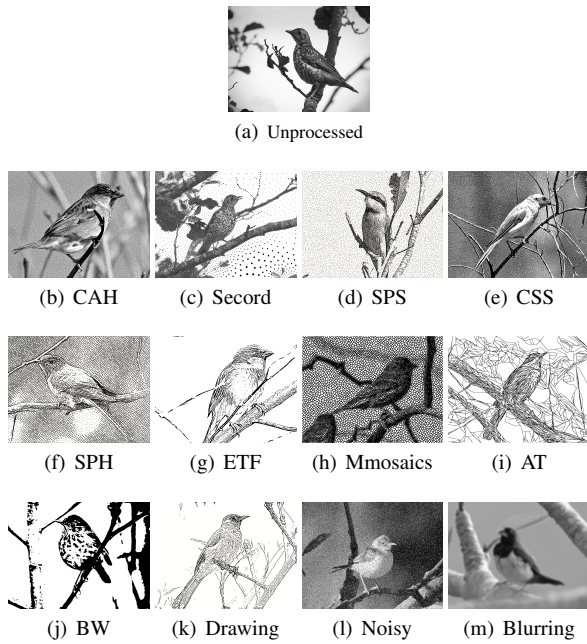 (a) Unprocessed
(b) CAH
(c) Secord
(d) SPS
(e) CSS
(f) SPH
(g) ETF
(h) Mmosaics
(i) AT
(j) BW
(k) Drawing
(l) Noisy
(m) Blurring